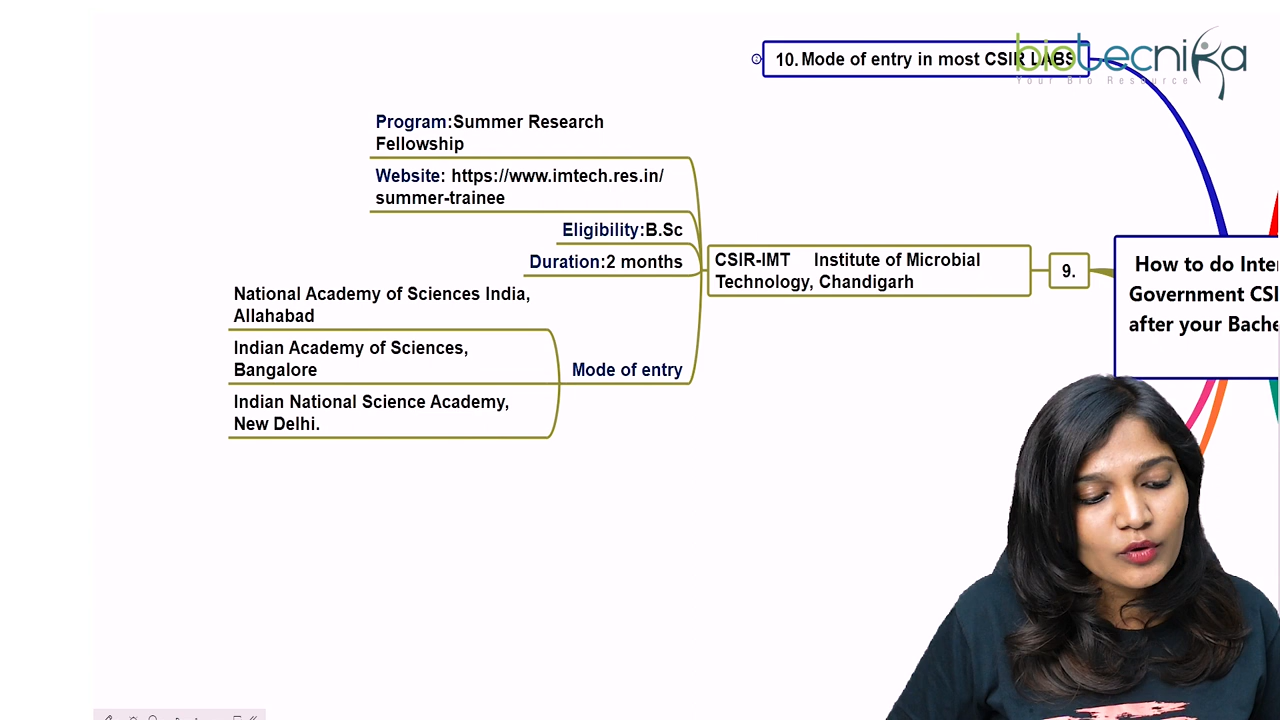 biotecnika
Your Bio Resource
10. Mode of entry in most CSIR LABS
Program:Summer Research
Fellowship
Website: https://www.imtech.res.in/
summer-trainee
Eligibility:B.Sc
Duration:2 months
National Academy of Sciences India,
Allahabad
Indian Academy of Sciences,
Bangalore
Indian National Science Academy,
New Delhi.
Mode of entry
CSIR-IMT Institute of Microbial
Technology, Chandigarh
9.
How to do Inte
Government CSI
after your Bache